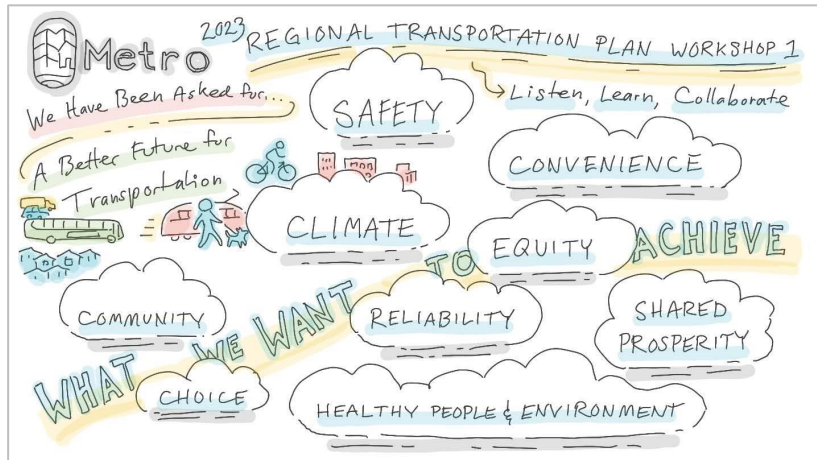 Metro
2023 REGIONAL TRANSPORTATION PLAN WORKSHOP 1
Listen, Learn, Collaborate
We Have Been Asked for...
A Better Future for
Transportation
SAFETY
CONVENIENCE
CLIMATE
EQUITY
COMMUNITY
RELIABILITY
SHARED
PROSPERITY
CHOICE
HEALTHY PEOPLE & ENVIRONMENT
WHAT WE WANT TO ACHIEVE